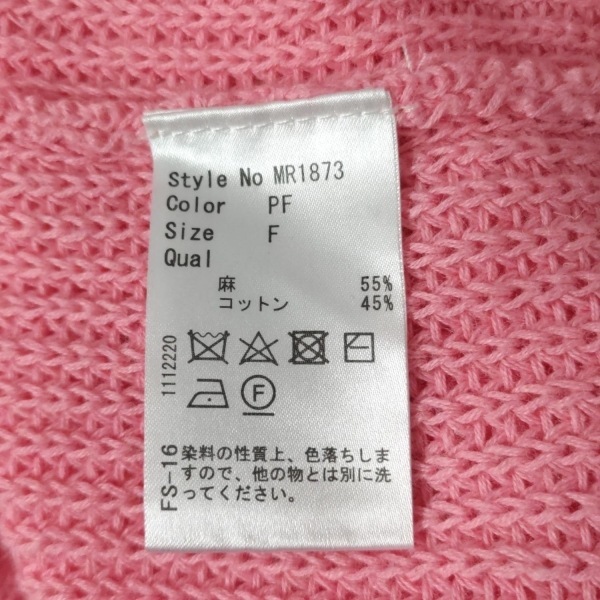 Style No MR1873
Color PF
Size F
Qual
麻 55%
コットン 45%
1112220
F
FS-16
染料の性質上、色落ちしま
すので、他の物とは別に洗
ってください。